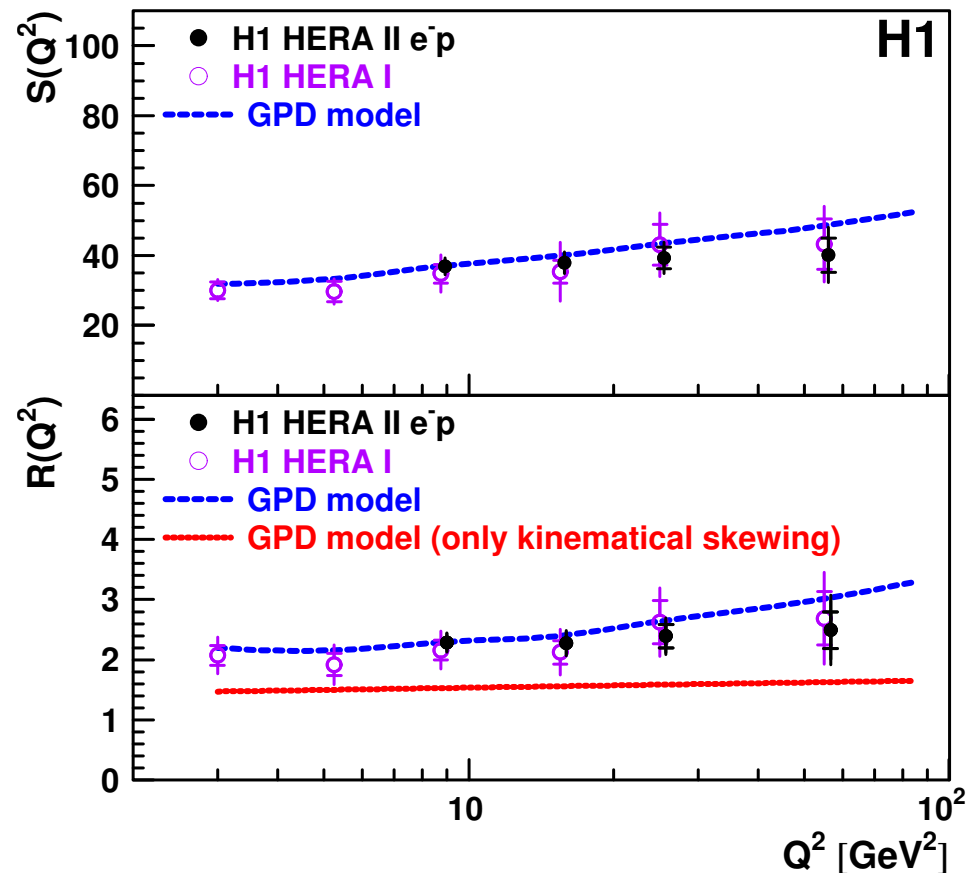 H1
S(Q²)
100
80
60
40
20
H1 HERA II e⁻p
H1 HERA I
GPD model
R(Q²)
6
5
4
3
2
1
0
H1 HERA II e⁻p
H1 HERA I
GPD model
GPD model (only kinematical skewing)
10
10²
Q² [GeV²]